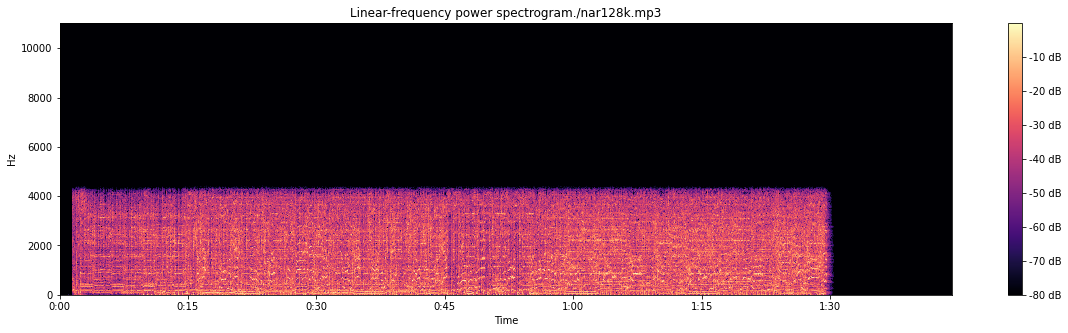 Linear-frequency power spectrogram./nar128k.mp3
10000
8000
6000
4000
2000
0
Hz
0:00 0:15 0:30 0:45 1:00 1:15 1:30
Time
-10 dB
-20 dB
-30 dB
-40 dB
-50 dB
-60 dB
-70 dB
-80 dB